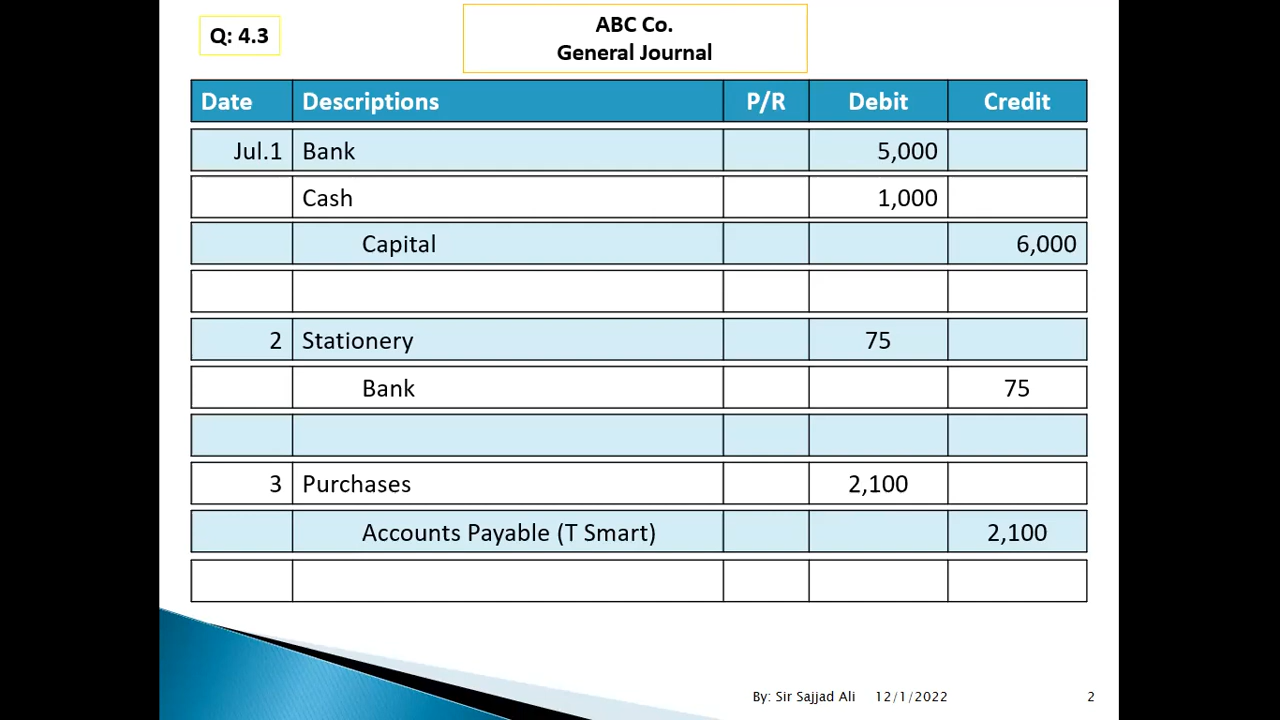 Q: 4.3
ABC Co.
General Journal
Date Descriptions P/R Debit Credit
Jul.1 Bank 5,000
Cash 1,000
Capital 6,000
2 Stationery 75
Bank 75
3 Purchases 2,100
Accounts Payable (T Smart) 2,100
By: Sir Sajjad Ali 12/1/2022 2